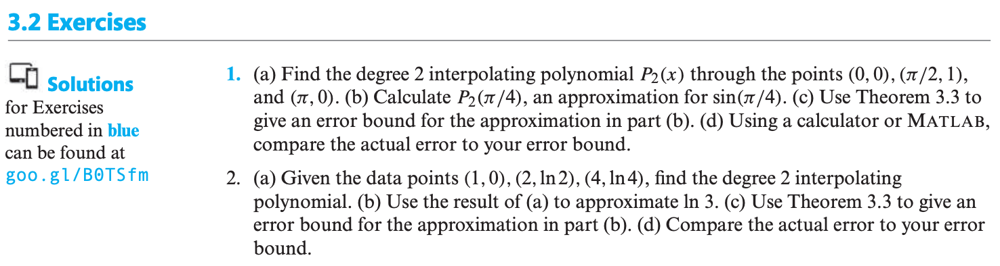 3.2 Exercises
Solutions
for Exercises
numbered in blue
can be found at
goo.gl/B0TSfm
1. (a) Find the degree 2 interpolating polynomial P₂(x) through the points (0, 0), (π/2, 1),
and (π, 0). (b) Calculate P₂(π/4), an approximation for sin(π/4). (c) Use Theorem 3.3 to
give an error bound for the approximation in part (b). (d) Using a calculator or MATLAB,
compare the actual error to your error bound.
2. (a) Given the data points (1, 0), (2, ln 2), (4, ln 4), find the degree 2 interpolating
polynomial. (b) Use the result of (a) to approximate ln 3. (c) Use Theorem 3.3 to give an
error bound for the approximation in part (b). (d) Compare the actual error to your error
bound.